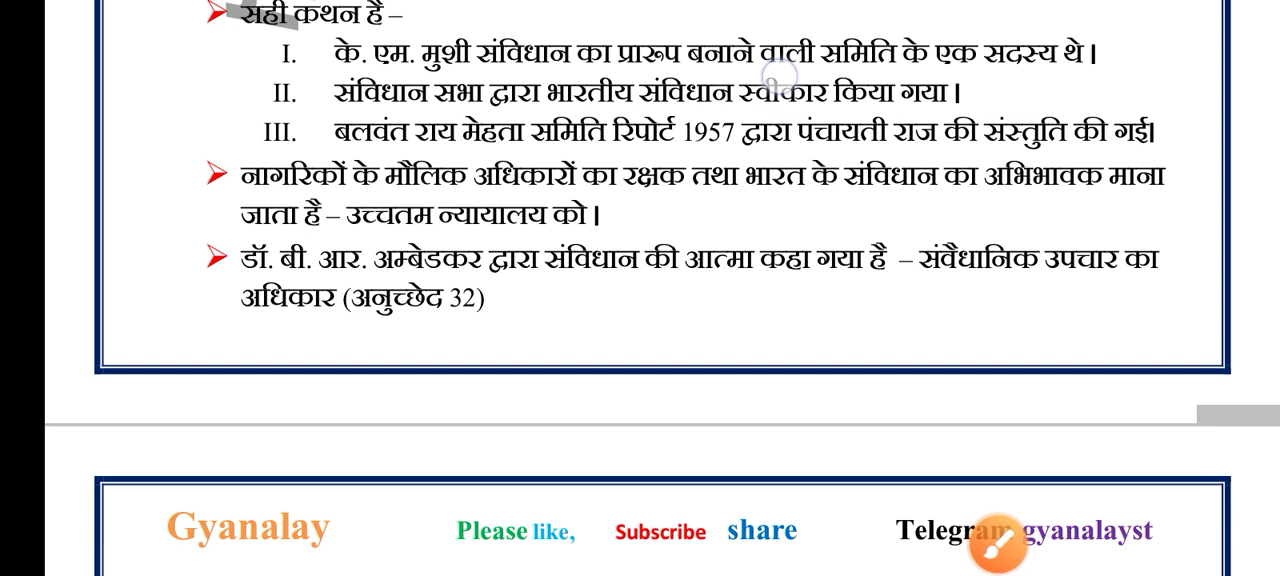 सही कथन है –
I. के. एम. मुशी संविधान का प्रारूप बनाने वाली समिति के एक सदस्य थे।
II. संविधान सभा द्वारा भारतीय संविधान स्वीकार किया गया।
III. बलवंत राय मेहता समिति रिपोर्ट 1957 द्वारा पंचायती राज की संस्तुति की गई।
➤ नागरिकों के मौलिक अधिकारों का रक्षक तथा भारत के संविधान का अभिभावक माना
जाता है – उच्चतम न्यायालय को।
➤ डॉ. बी. आर. अम्बेडकर द्वारा संविधान की आत्मा कहा गया है – संवैधानिक उपचार का
अधिकार (अनुच्छेद 32)
Gyanalay Please like, Subscribe share Telegram gyanalayst